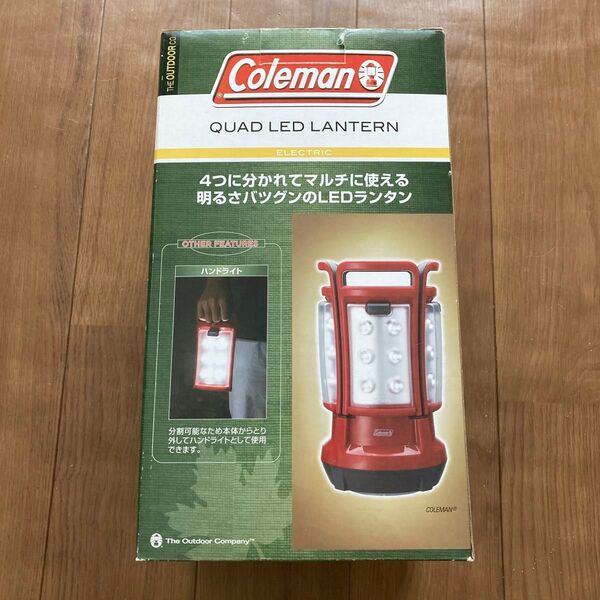 THE OUTDOOR CO
Coleman
QUAD LED LANTERN
ELECTRIC
4つに分かれてマルチに使える
明るさバツグンのLEDランタン
OTHER FEATURES
ハンドライト
分割可能なため本体からとり
外してハンドライトとして使用
できます。
Coleman
COLEMAN®
The Outdoor Company™